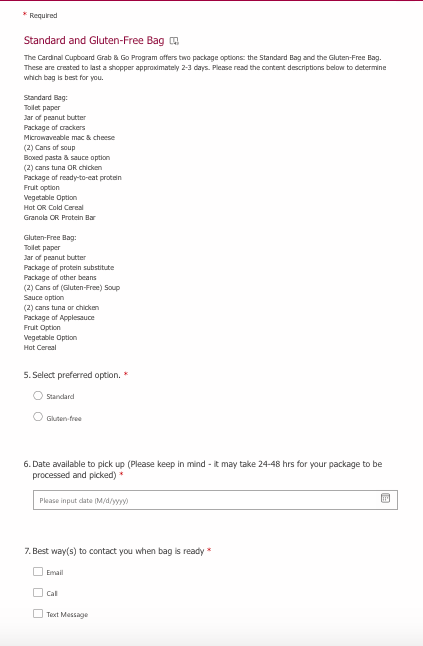 * Required
Standard and Gluten-Free Bag
The Cardinal Cupboard Grab & Go Program offers two package options: the Standard Bag and the Gluten-Free Bag.
These are created to last a shopper approximately 2-3 days. Please read the content descriptions below to determine
which bag is best for you.
Standard Bag:
Toilet paper
Jar of peanut butter
Package of crackers
Microwaveable mac & cheese
(2) Cans of soup
Boxed pasta & sauce option
(2) cans tuna OR chicken
Package of ready-to-eat protein
Fruit option
Vegetable Option
Hot OR Cold Cereal
Granola OR Protein Bar
Gluten-Free Bag:
Toilet paper
Jar of peanut butter
Package of protein substitute
Package of other beans
(2) Cans of (Gluten-Free) Soup
Sauce option
(2) cans tuna or chicken
Package of Applesauce
Fruit Option
Vegetable Option
Hot Cereal
5. Select preferred option. *
Standard
Gluten-free
6. Date available to pick up (Please keep in mind - it may take 24-48 hrs for your package to be
processed and picked) *
Please input date (M/d/yyyy)
7. Best way(s) to contact you when bag is ready *
Email
Call
Text Message